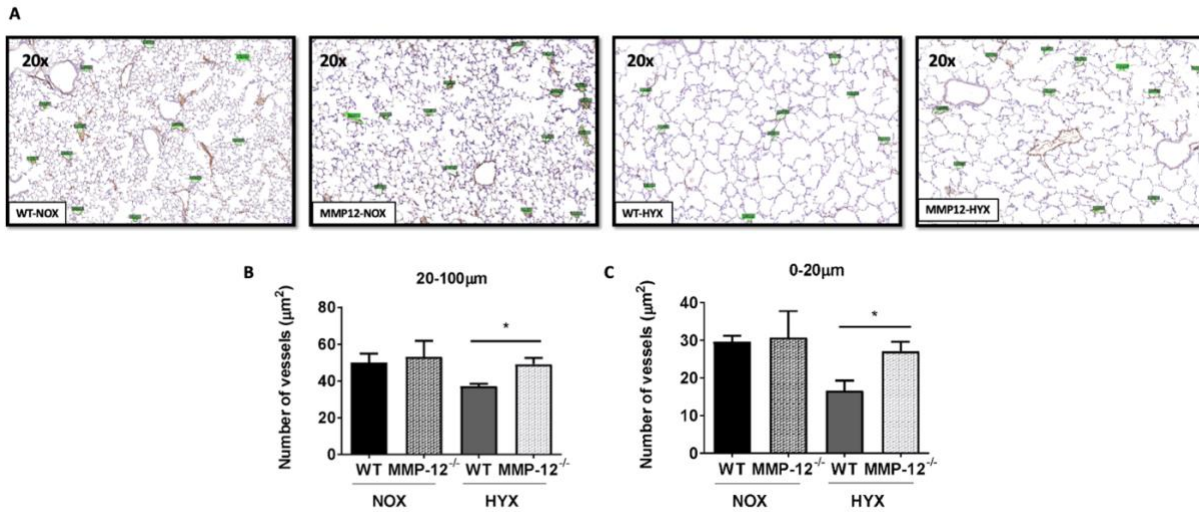 A
20x
WT-NOX
20x
MMP12-NOX
20x
WT-HYX
20x
MMP12-HYX
B
20-100µm
Number of vessels (µm²)
80
60
40
20
0
*
WT MMP-12⁻/⁻ WT MMP-12⁻/⁻
NOX HYX
C
0-20µm
Number of vessels (µm²)
40
30
20
10
0
*
WT MMP-12⁻/⁻ WT MMP-12⁻/⁻
NOX HYX